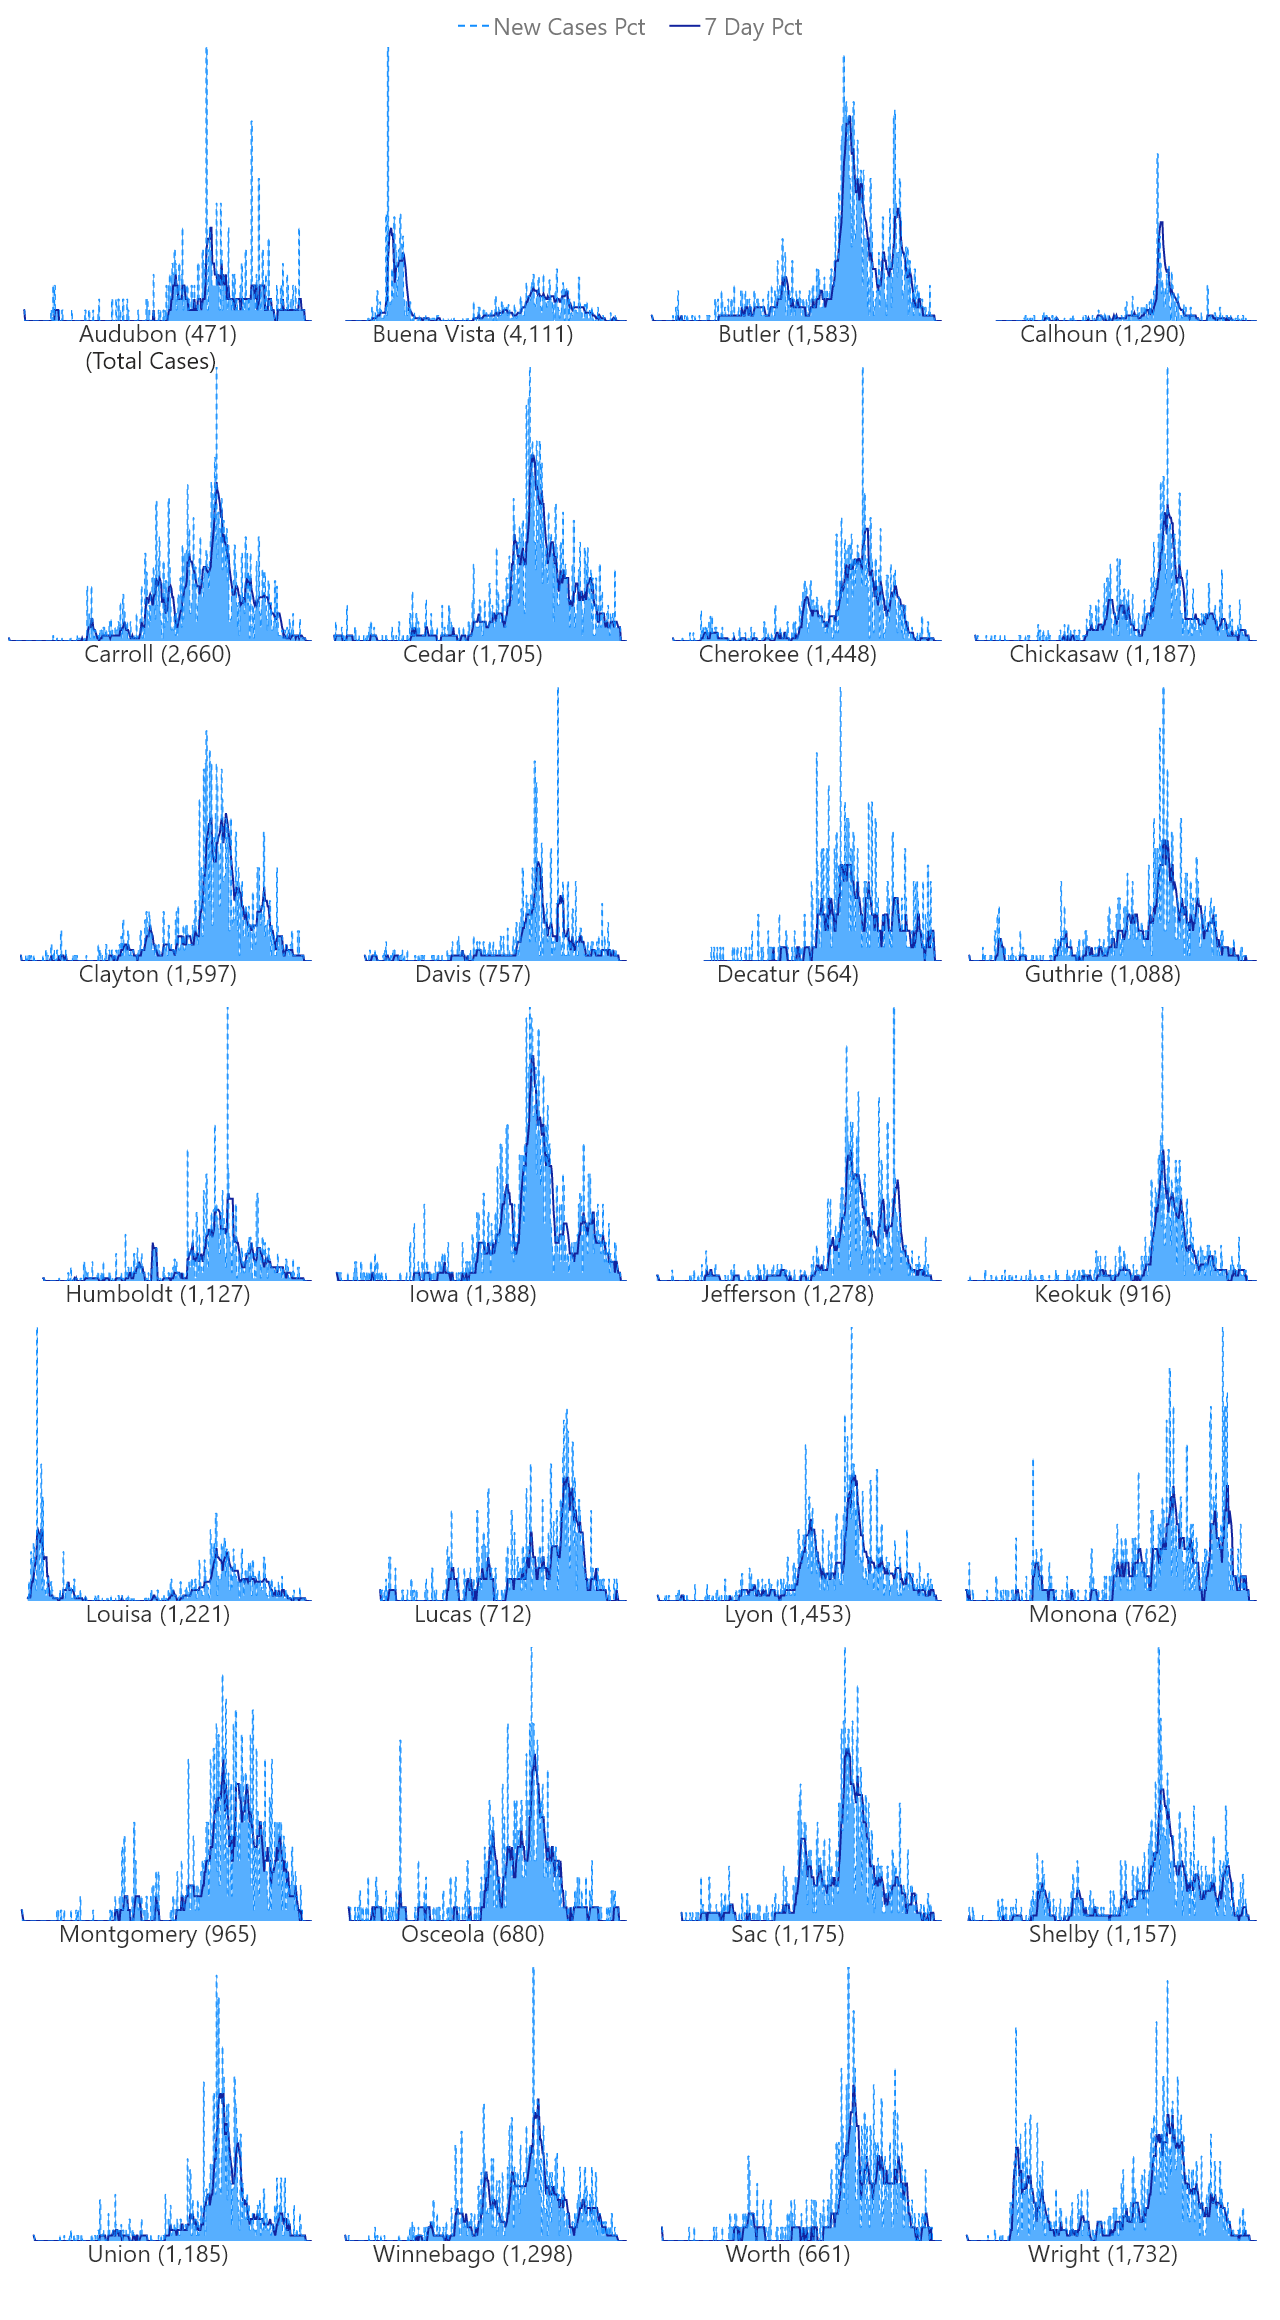 New Cases Pct 7 Day Pct
Audubon (471) Buena Vista (4,111) Butler (1,583) Calhoun (1,290)
(Total Cases)
Carroll (2,660) Cedar (1,705) Cherokee (1,448) Chickasaw (1,187)
Clayton (1,597) Davis (757) Decatur (564) Guthrie (1,088)
Humboldt (1,127) Iowa (1,388) Jefferson (1,278) Keokuk (916)
Louisa (1,221) Lucas (712) Lyon (1,453) Monona (762)
Montgomery (965) Osceola (680) Sac (1,175) Shelby (1,157)
Union (1,185) Winnebago (1,298) Worth (661) Wright (1,732)